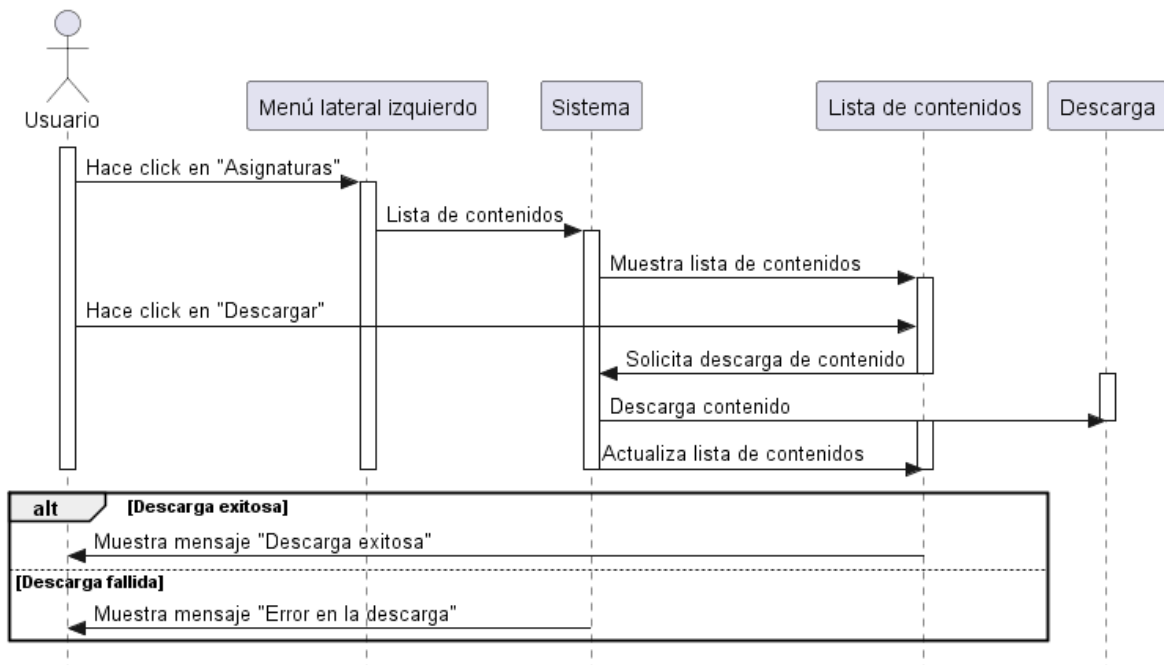 Usuario
Menú lateral izquierdo
Sistema
Lista de contenidos
Descarga
Hace click en "Asignaturas"
Lista de contenidos
Muestra lista de contenidos
Hace click en "Descargar"
Solicita descarga de contenido
Descarga contenido
Actualiza lista de contenidos
alt [Descarga exitosa]
Muestra mensaje "Descarga exitosa"
[Descarga fallida]
Muestra mensaje "Error en la descarga"